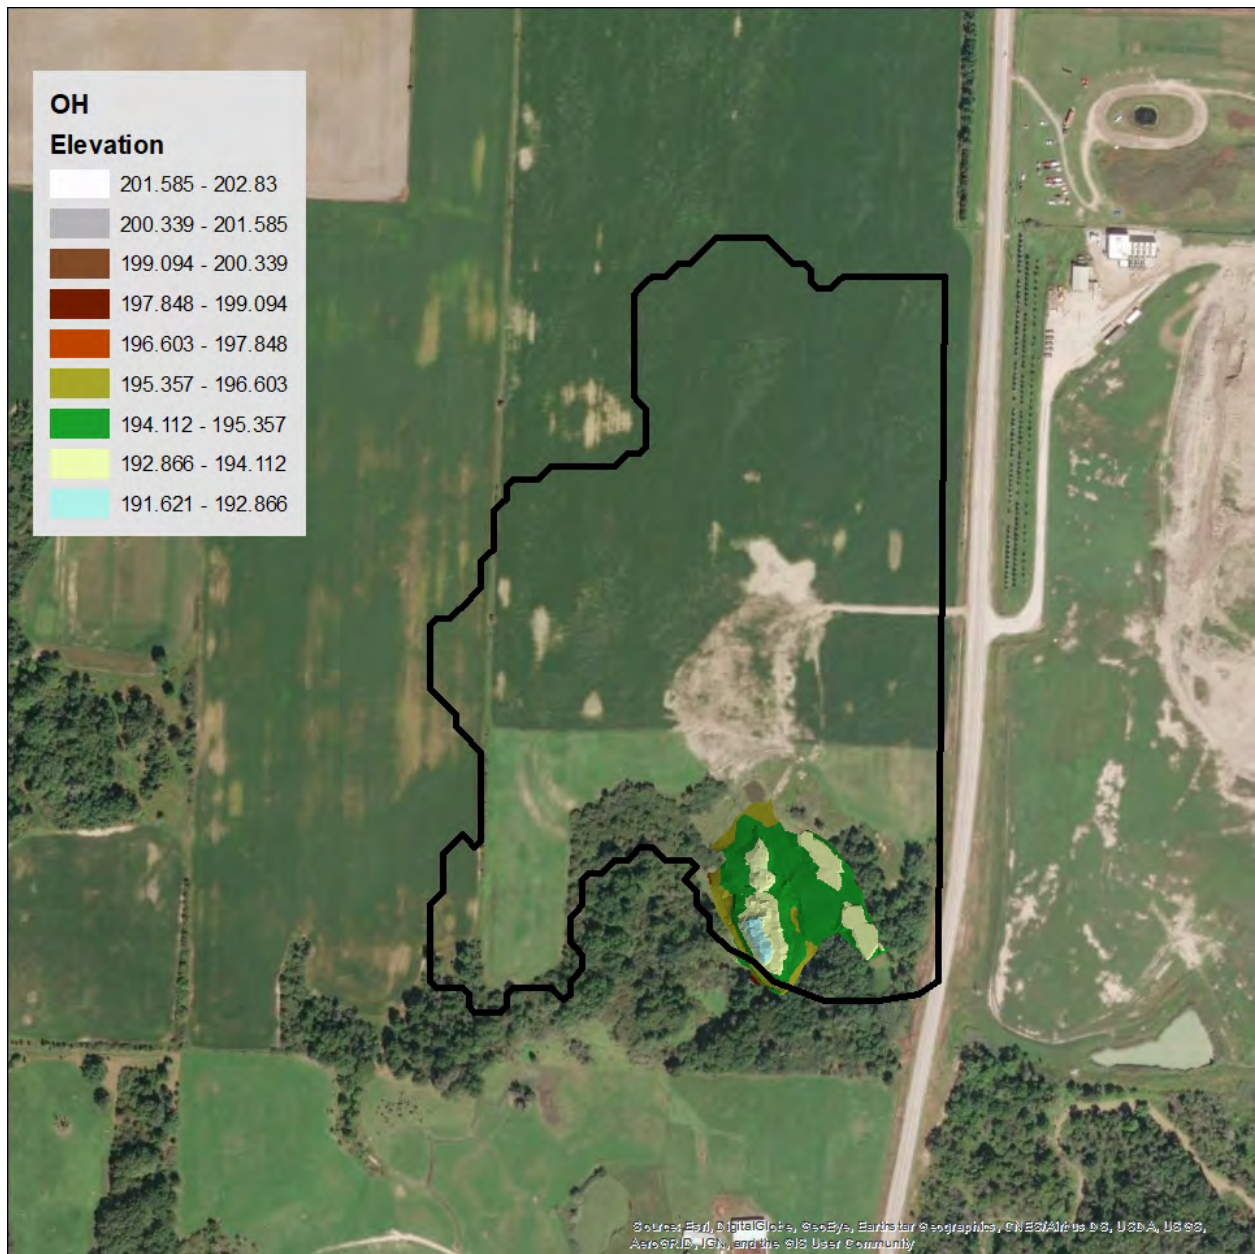 OH
Elevation
201.585 - 202.83
200.339 - 201.585
199.094 - 200.339
197.848 - 199.094
196.603 - 197.848
195.357 - 196.603
194.112 - 195.357
192.866 - 194.112
191.621 - 192.866
Source: Esri, DigitalGlobe, GeoEye, Earthstar Geographics, CNES/Airbus DS, USDA, USGS,
AeroGRID, IGN, and the GIS User Community